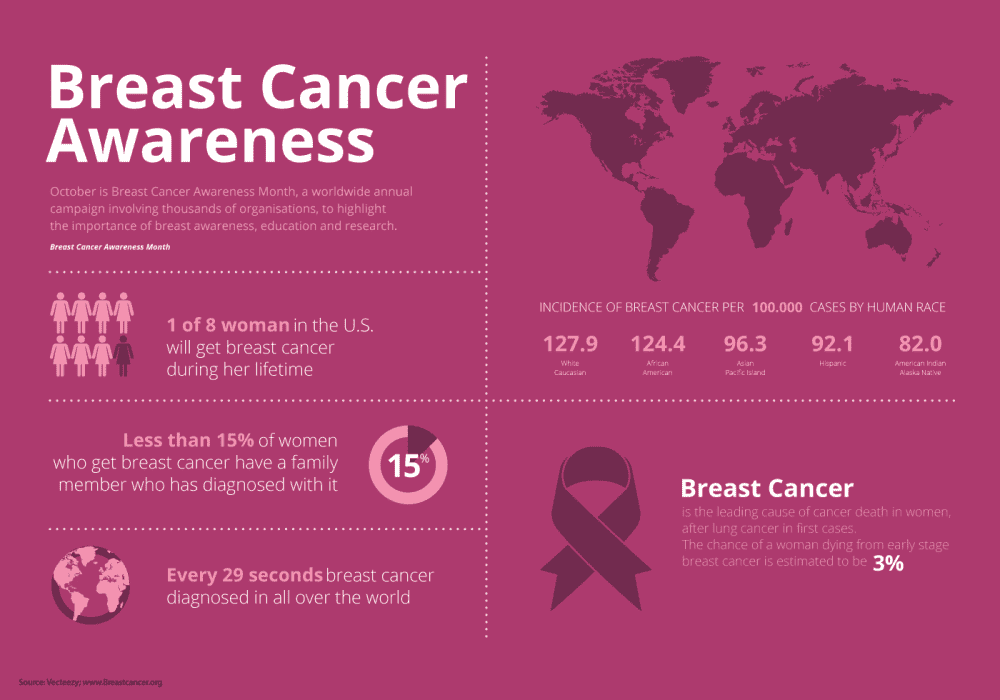 Breast Cancer
Awareness
October is Breast Cancer Awareness Month, a worldwide annual
campaign involving thousands of organisations, to highlight
the importance of breast awareness, education and research.
Breast Cancer Awareness Month
1 of 8 woman in the U.S.
will get breast cancer
during her lifetime
Less than 15% of women
who get breast cancer have a family
member who has diagnosed with it
15%
Every 29 seconds breast cancer
diagnosed in all over the world
INCIDENCE OF BREAST CANCER PER 100.000 CASES BY HUMAN RACE
127.9
White
Caucasian
124.4
African
American
96.3
Asian
Pacific Island
92.1
Hispanic
82.0
American Indian
Alaska Native
Breast Cancer
is the leading cause of cancer death in women,
after lung cancer in first cases.
The chance of a woman dying from early stage
breast cancer is estimated to be 3%
Source: Vecteezy; www.Breastcancer.org